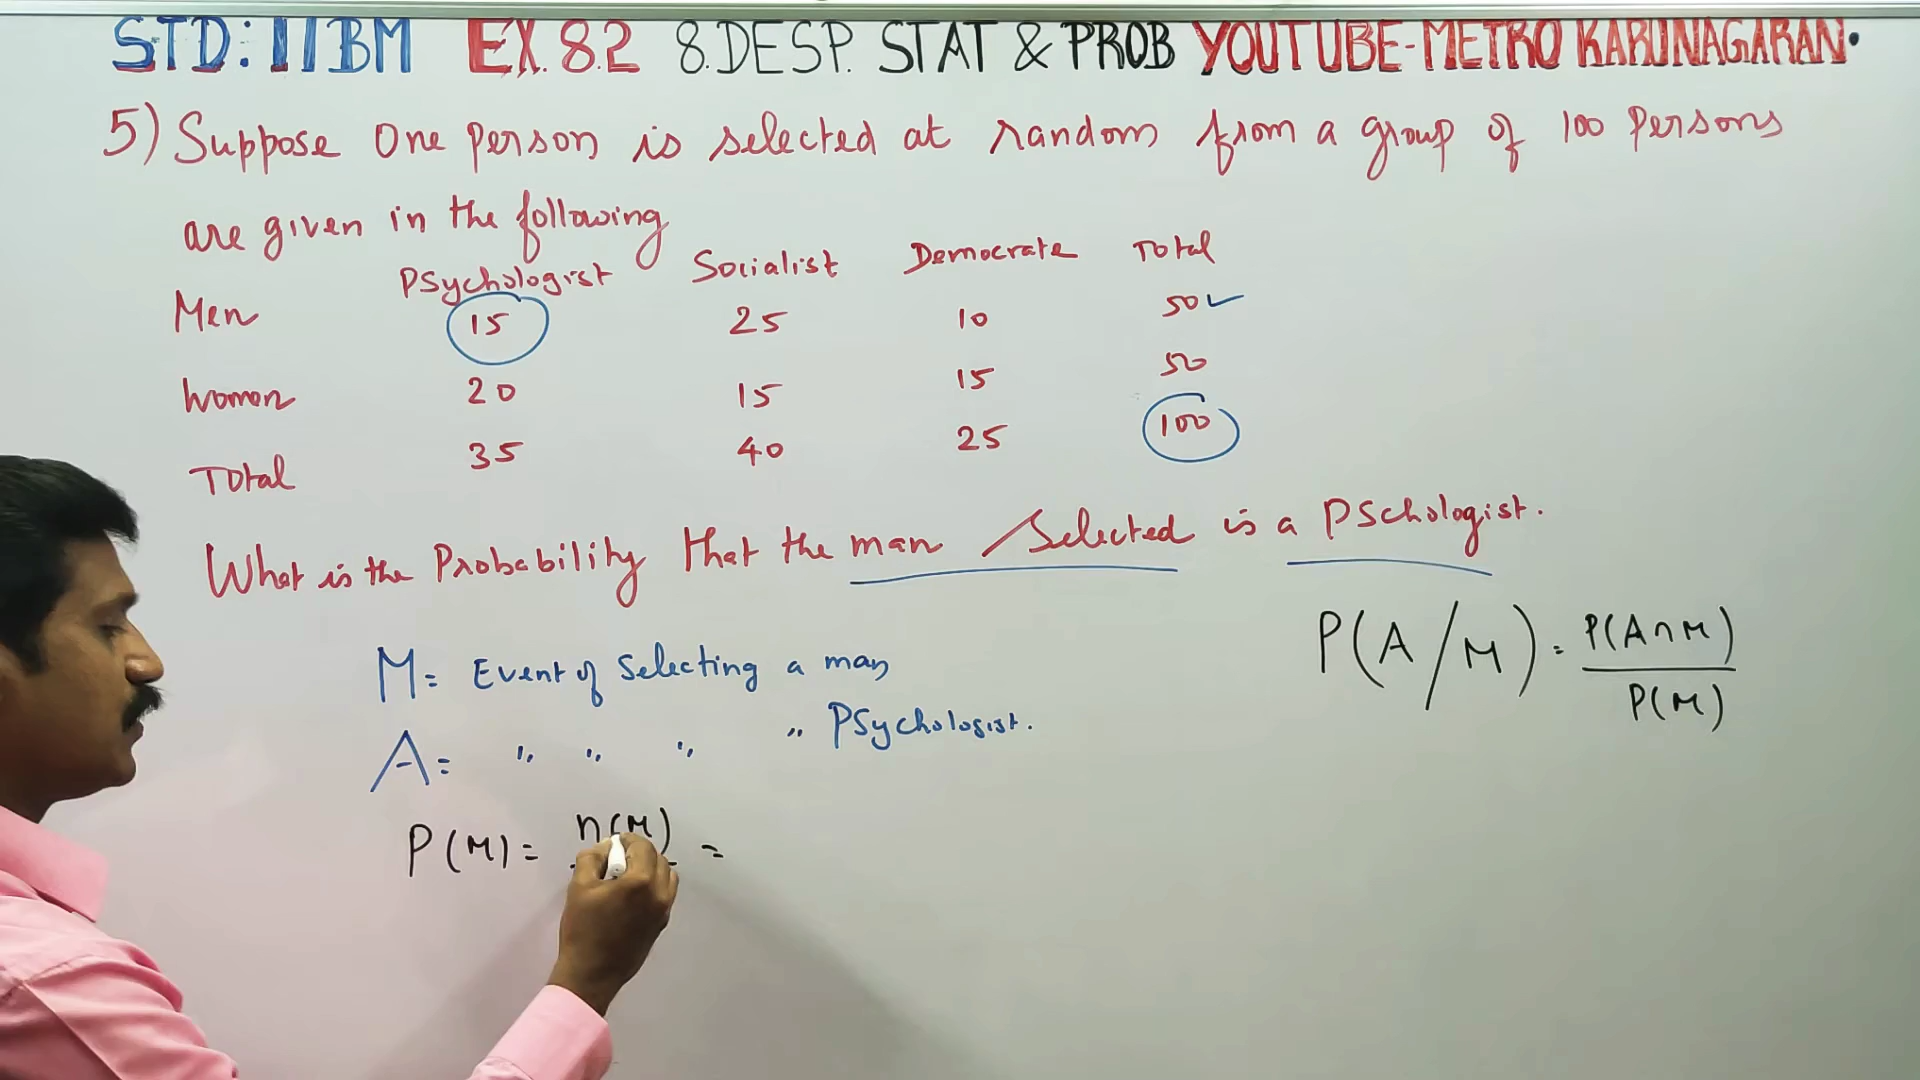 STD: 11 BM EX. 8.2 8. DESP. STAT & PROB YOUTUBE-METRO KARUNAGARAN.
5) Suppose One person is selected at random from a group of 100 Persons
are given in the following
Psychologist Socialist Democrate Total
Men 15 25 10 50 ✓
Women 20 15 15 50
Total 35 40 25 100
What is the Probability that the man / Selected is a PSchologist.
M = Event of Selecting a man
A = " " " " PSychologist.
P(M) = n(M) =
P(A/M) = P(A∩M) / P(M)